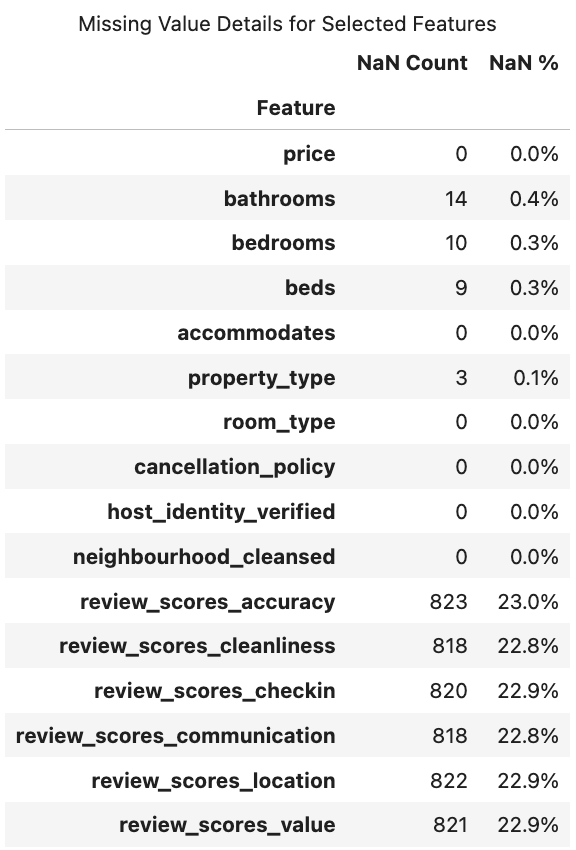 Missing Value Details for Selected Features
NaN Count NaN %
Feature
price 0 0.0%
bathrooms 14 0.4%
bedrooms 10 0.3%
beds 9 0.3%
accommodates 0 0.0%
property_type 3 0.1%
room_type 0 0.0%
cancellation_policy 0 0.0%
host_identity_verified 0 0.0%
neighbourhood_cleansed 0 0.0%
review_scores_accuracy 823 23.0%
review_scores_cleanliness 818 22.8%
review_scores_checkin 820 22.9%
review_scores_communication 818 22.8%
review_scores_location 822 22.9%
review_scores_value 821 22.9%